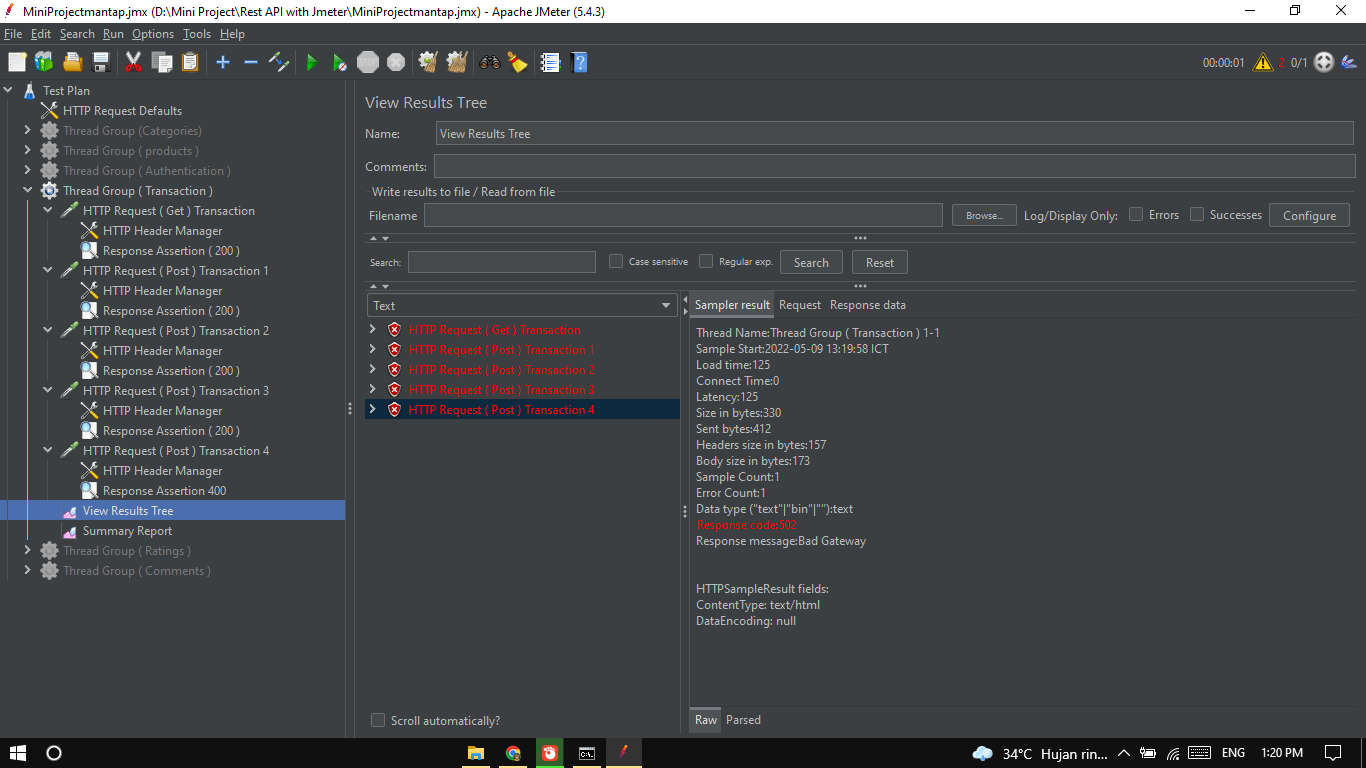 MiniProjectmantap.jmx (D:\Mini Project\Rest API with Jmeter\MiniProjectmantap.jmx) - Apache JMeter (5.4.3)
File Edit Search Run Options Tools Help
STOP
00:00:01 2 0/1
Test Plan
HTTP Request Defaults
Thread Group (Categories)
Thread Group ( products )
Thread Group ( Authentication )
Thread Group ( Transaction )
HTTP Request ( Get ) Transaction
HTTP Header Manager
Response Assertion ( 200 )
HTTP Request ( Post ) Transaction 1
HTTP Header Manager
Response Assertion ( 200 )
HTTP Request ( Post ) Transaction 2
HTTP Header Manager
Response Assertion ( 200 )
HTTP Request ( Post ) Transaction 3
HTTP Header Manager
Response Assertion ( 200 )
HTTP Request ( Post ) Transaction 4
HTTP Header Manager
Response Assertion 400
View Results Tree
Summary Report
Thread Group ( Ratings )
Thread Group ( Comments )
View Results Tree
Name: View Results Tree
Comments:
Write results to file / Read from file
Filename Browse... Log/Display Only: Errors Successes Configure
Search: Case sensitive Regular exp. Search Reset
Text
HTTP Request ( Get ) Transaction
HTTP Request ( Post ) Transaction 1
HTTP Request ( Post ) Transaction 2
HTTP Request ( Post ) Transaction 3
HTTP Request ( Post ) Transaction 4
Scroll automatically?
Sampler result Request Response data
Thread Name:Thread Group ( Transaction ) 1-1
Sample Start:2022-05-09 13:19:58 ICT
Load time:125
Connect Time:0
Latency:125
Size in bytes:330
Sent bytes:412
Headers size in bytes:157
Body size in bytes:173
Sample Count:1
Error Count:1
Data type ("text"|"bin"|""):text
Response code:502
Response message:Bad Gateway
HTTPSampleResult fields:
ContentType: text/html
DataEncoding: null
Raw Parsed
34°C Hujan rin... ENG 1:20 PM